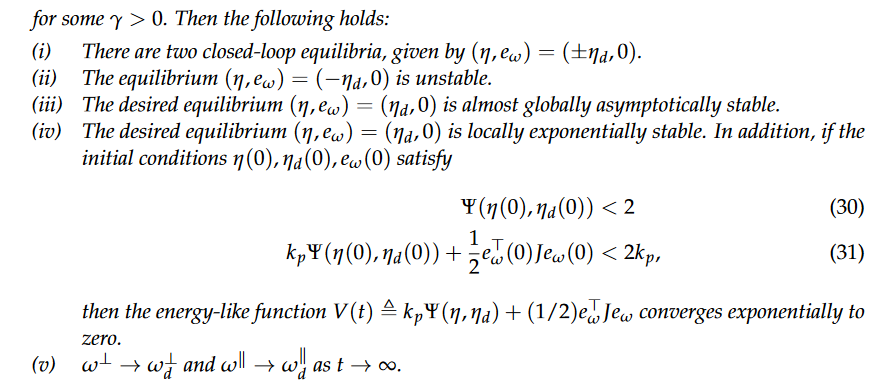 for some γ > 0. Then the following holds:
(i) There are two closed-loop equilibria, given by (η, e_ω) = (±η_d, 0).
(ii) The equilibrium (η, e_ω) = (−η_d, 0) is unstable.
(iii) The desired equilibrium (η, e_ω) = (η_d, 0) is almost globally asymptotically stable.
(iv) The desired equilibrium (η, e_ω) = (η_d, 0) is locally exponentially stable. In addition, if the
initial conditions η(0), η_d(0), e_ω(0) satisfy
Ψ(η(0), η_d(0)) < 2 (30)
k_pΨ(η(0), η_d(0)) + \frac{1}{2}e_ω^⊤(0)Je_ω(0) < 2k_p, (31)
then the energy-like function V(t) ≜ k_pΨ(η, η_d) + (1/2)e_ω^⊤Je_ω converges exponentially to
zero.
(v) ω^⊥ → ω_d^⊥ and ω^∥ → ω_d^∥ as t → ∞.